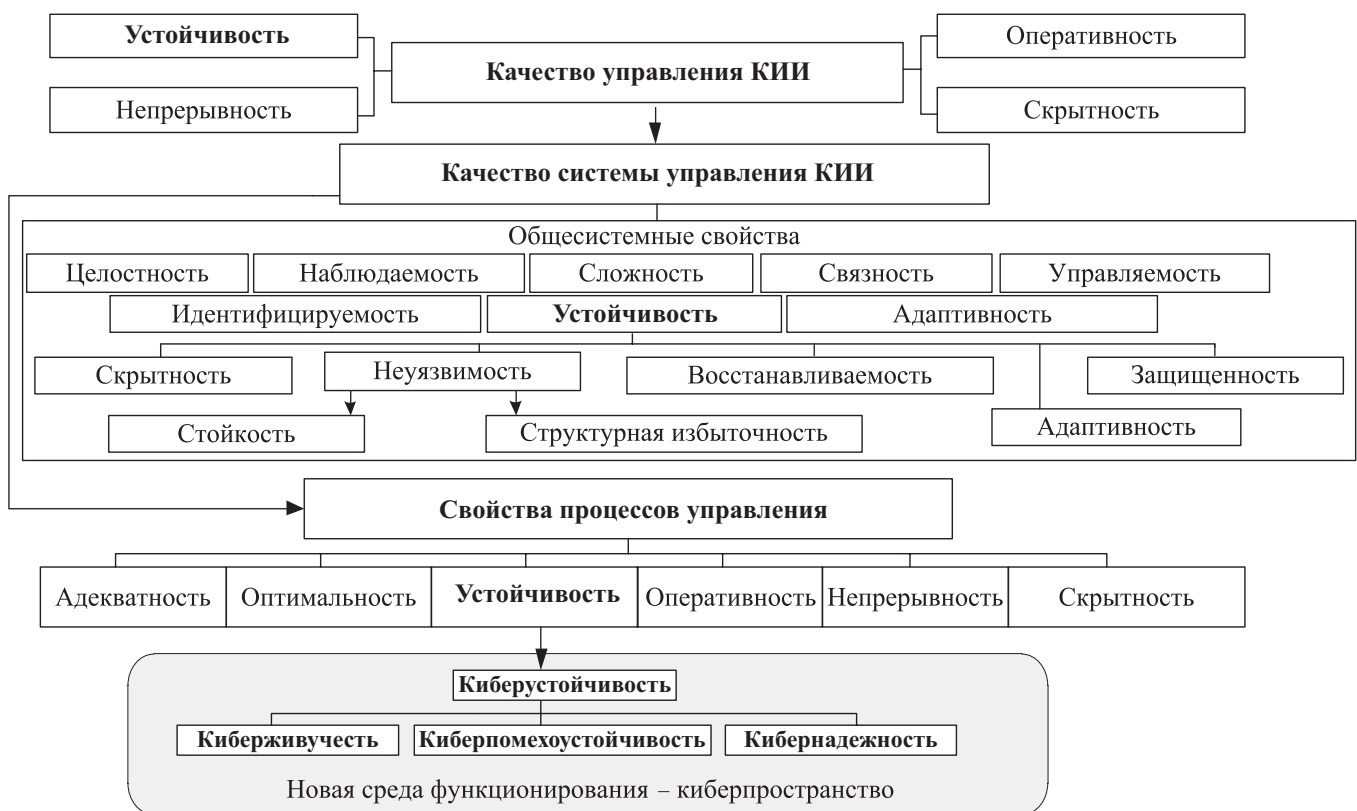 Устойчивость
Оперативность
Качество управления КИИ
Непрерывность
Скрытность
Качество системы управления КИИ
Общесистемные свойства
Целостность
Наблюдаемость
Сложность
Связность
Управляемость
Идентифицируемость
Устойчивость
Адаптивность
Скрытность
Неуязвимость
Восстанавливаемость
Защищенность
Стойкость
Структурная избыточность
Адаптивность
Свойства процессов управления
Адекватность
Оптимальность
Устойчивость
Оперативность
Непрерывность
Скрытность
Киберустойчивость
Киберживучесть
Киберпомехоустойчивость
Кибернадежность
Новая среда функционирования – киберпространство